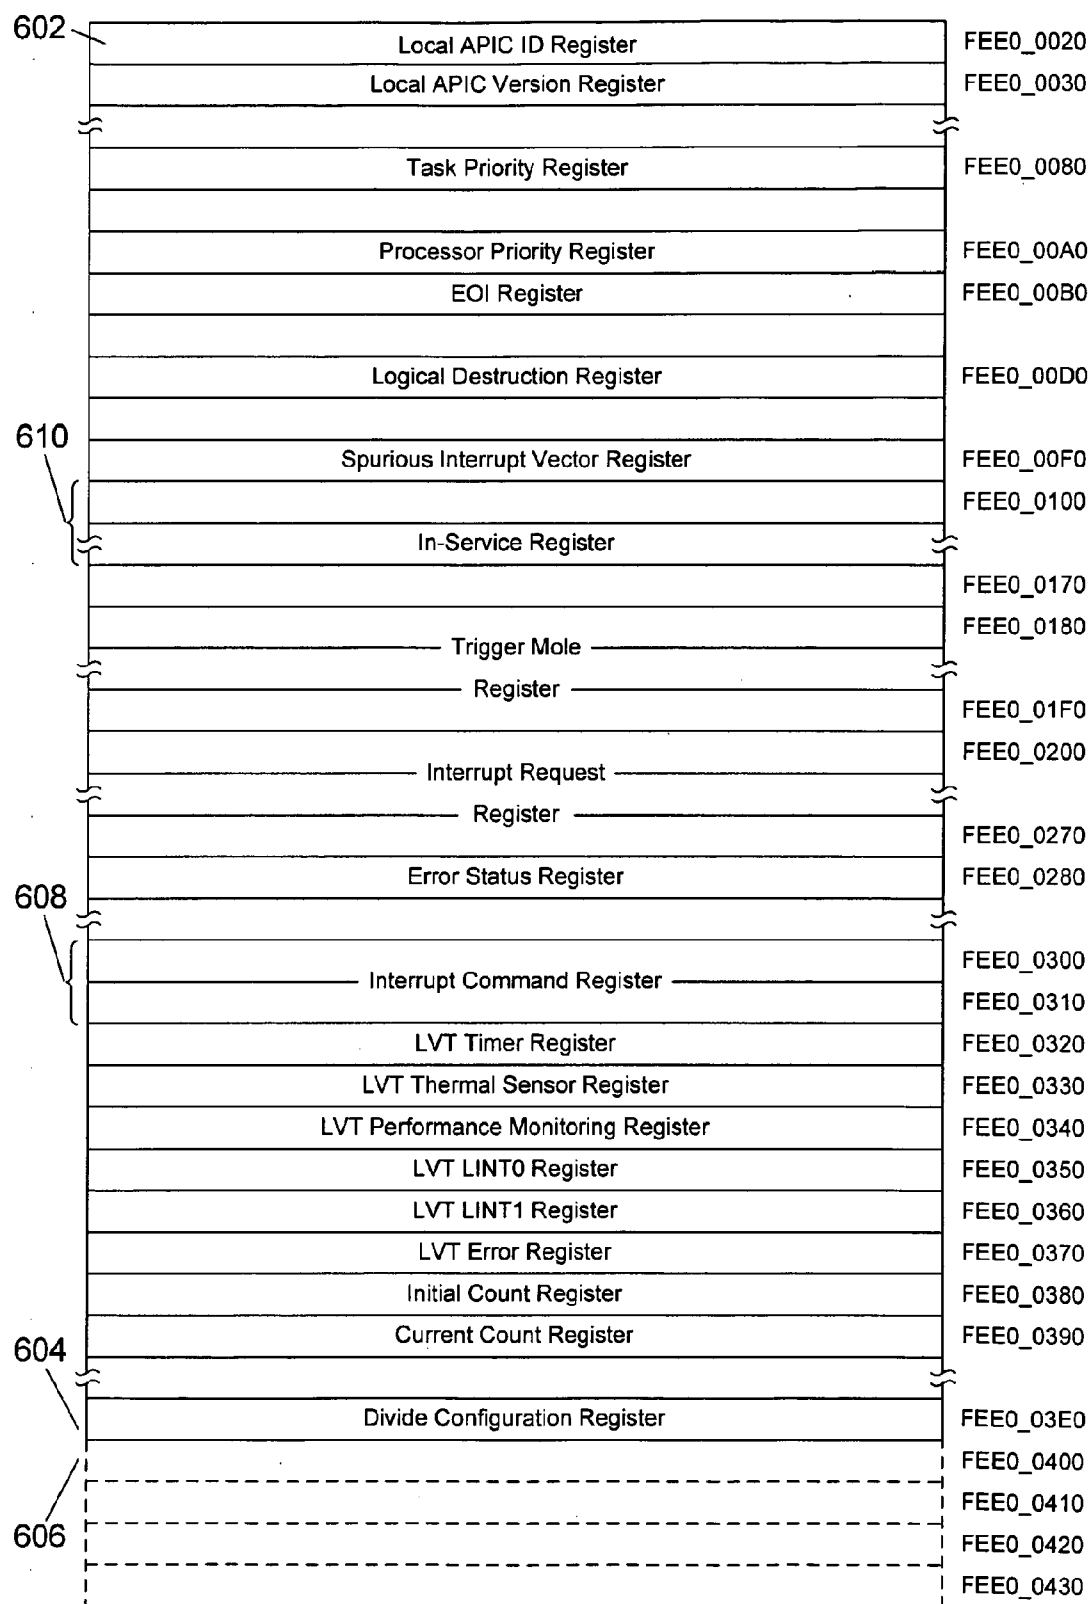 602
Local APIC ID Register FEE0_0020
Local APIC Version Register FEE0_0030
Task Priority Register FEE0_0080
Processor Priority Register FEE0_00A0
EOI Register FEE0_00B0
Logical Destruction Register FEE0_00D0
610
Spurious Interrupt Vector Register FEE0_00F0
FEE0_0100
In-Service Register
FEE0_0170
FEE0_0180
Trigger Mole
Register
FEE0_01F0
FEE0_0200
Interrupt Request
Register
FEE0_0270
Error Status Register FEE0_0280
608
FEE0_0300
Interrupt Command Register
FEE0_0310
LVT Timer Register FEE0_0320
LVT Thermal Sensor Register FEE0_0330
LVT Performance Monitoring Register FEE0_0340
LVT LINT0 Register FEE0_0350
LVT LINT1 Register FEE0_0360
LVT Error Register FEE0_0370
Initial Count Register FEE0_0380
Current Count Register FEE0_0390
604
Divide Configuration Register FEE0_03E0
FEE0_0400
FEE0_0410
606
FEE0_0420
FEE0_0430